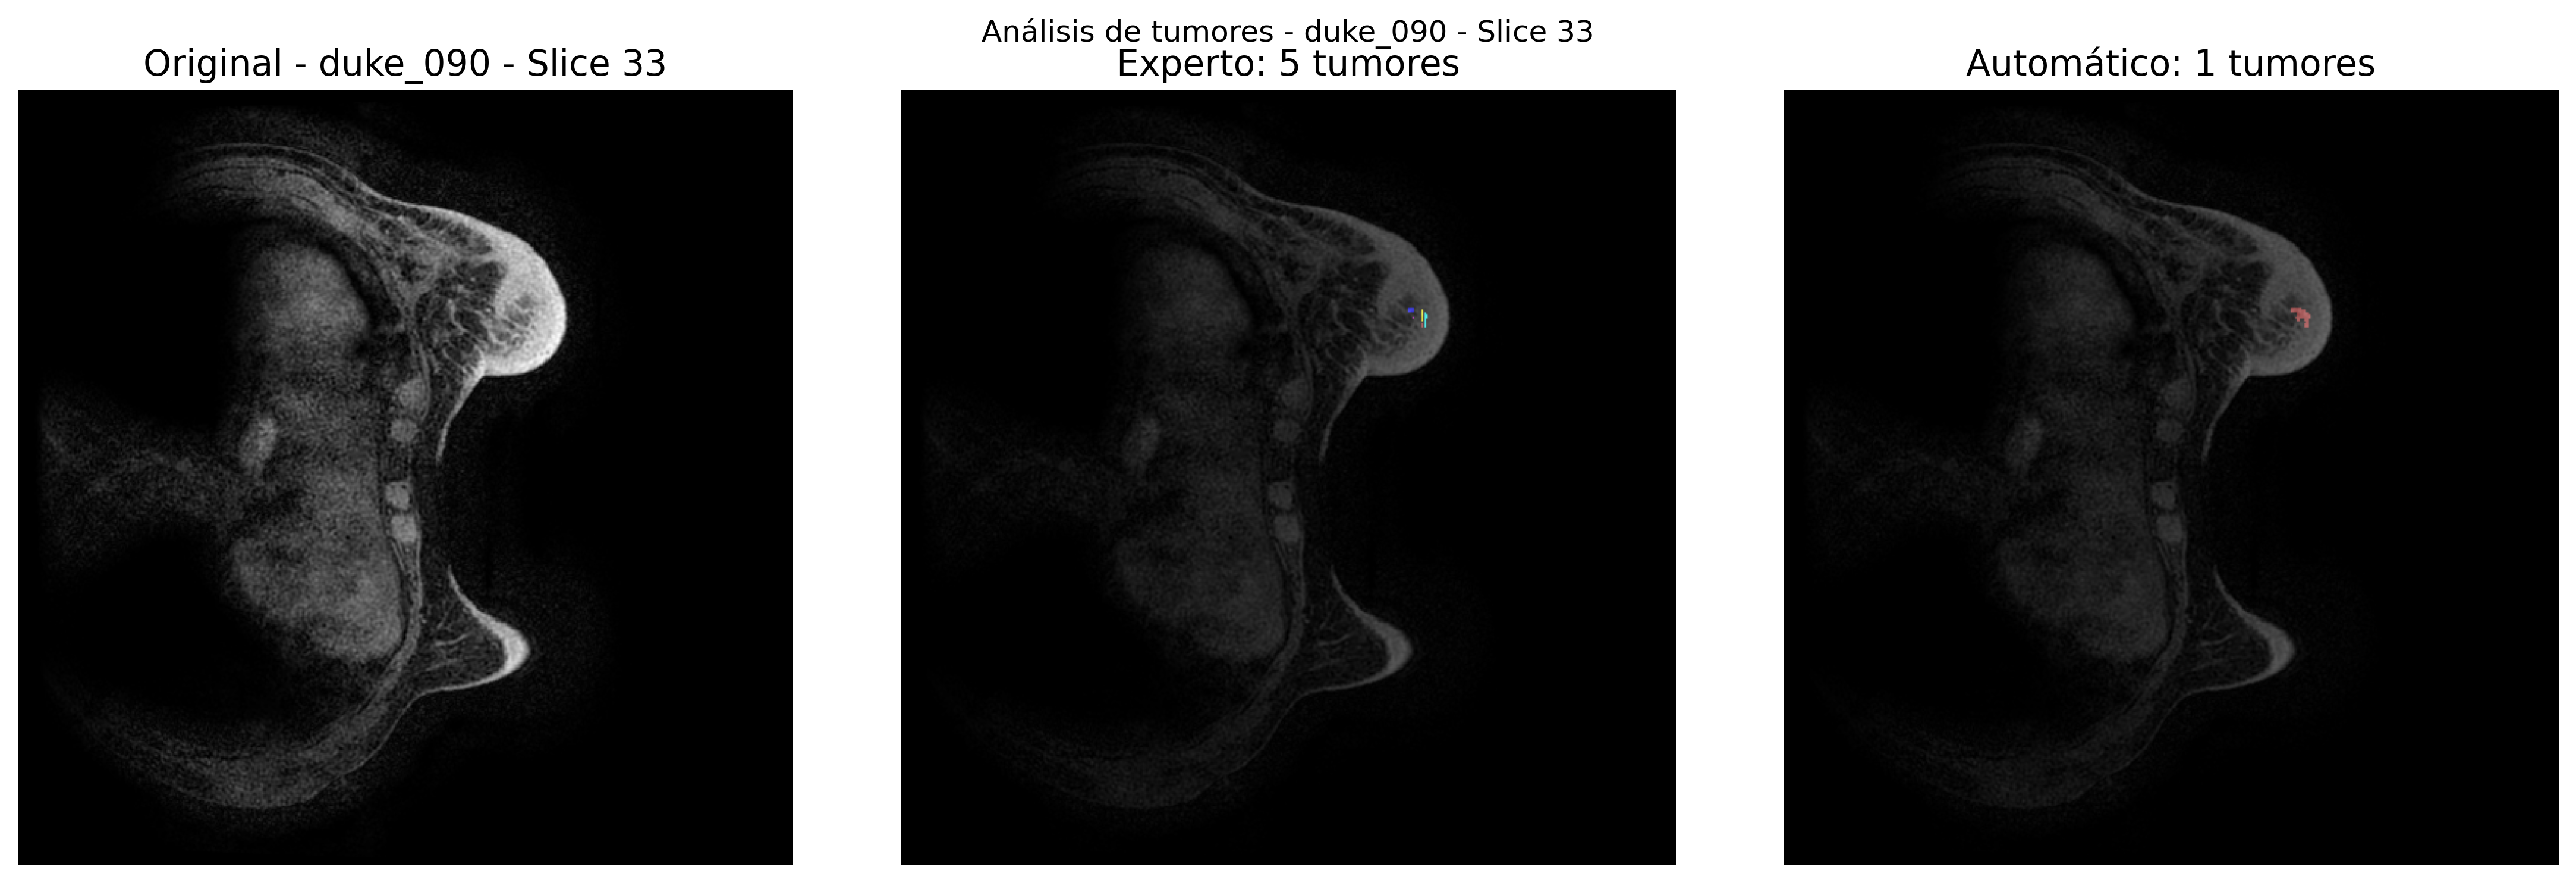 Análisis de tumores - duke_090 - Slice 33
Original - duke_090 - Slice 33
Experto: 5 tumores
Automático: 1 tumores